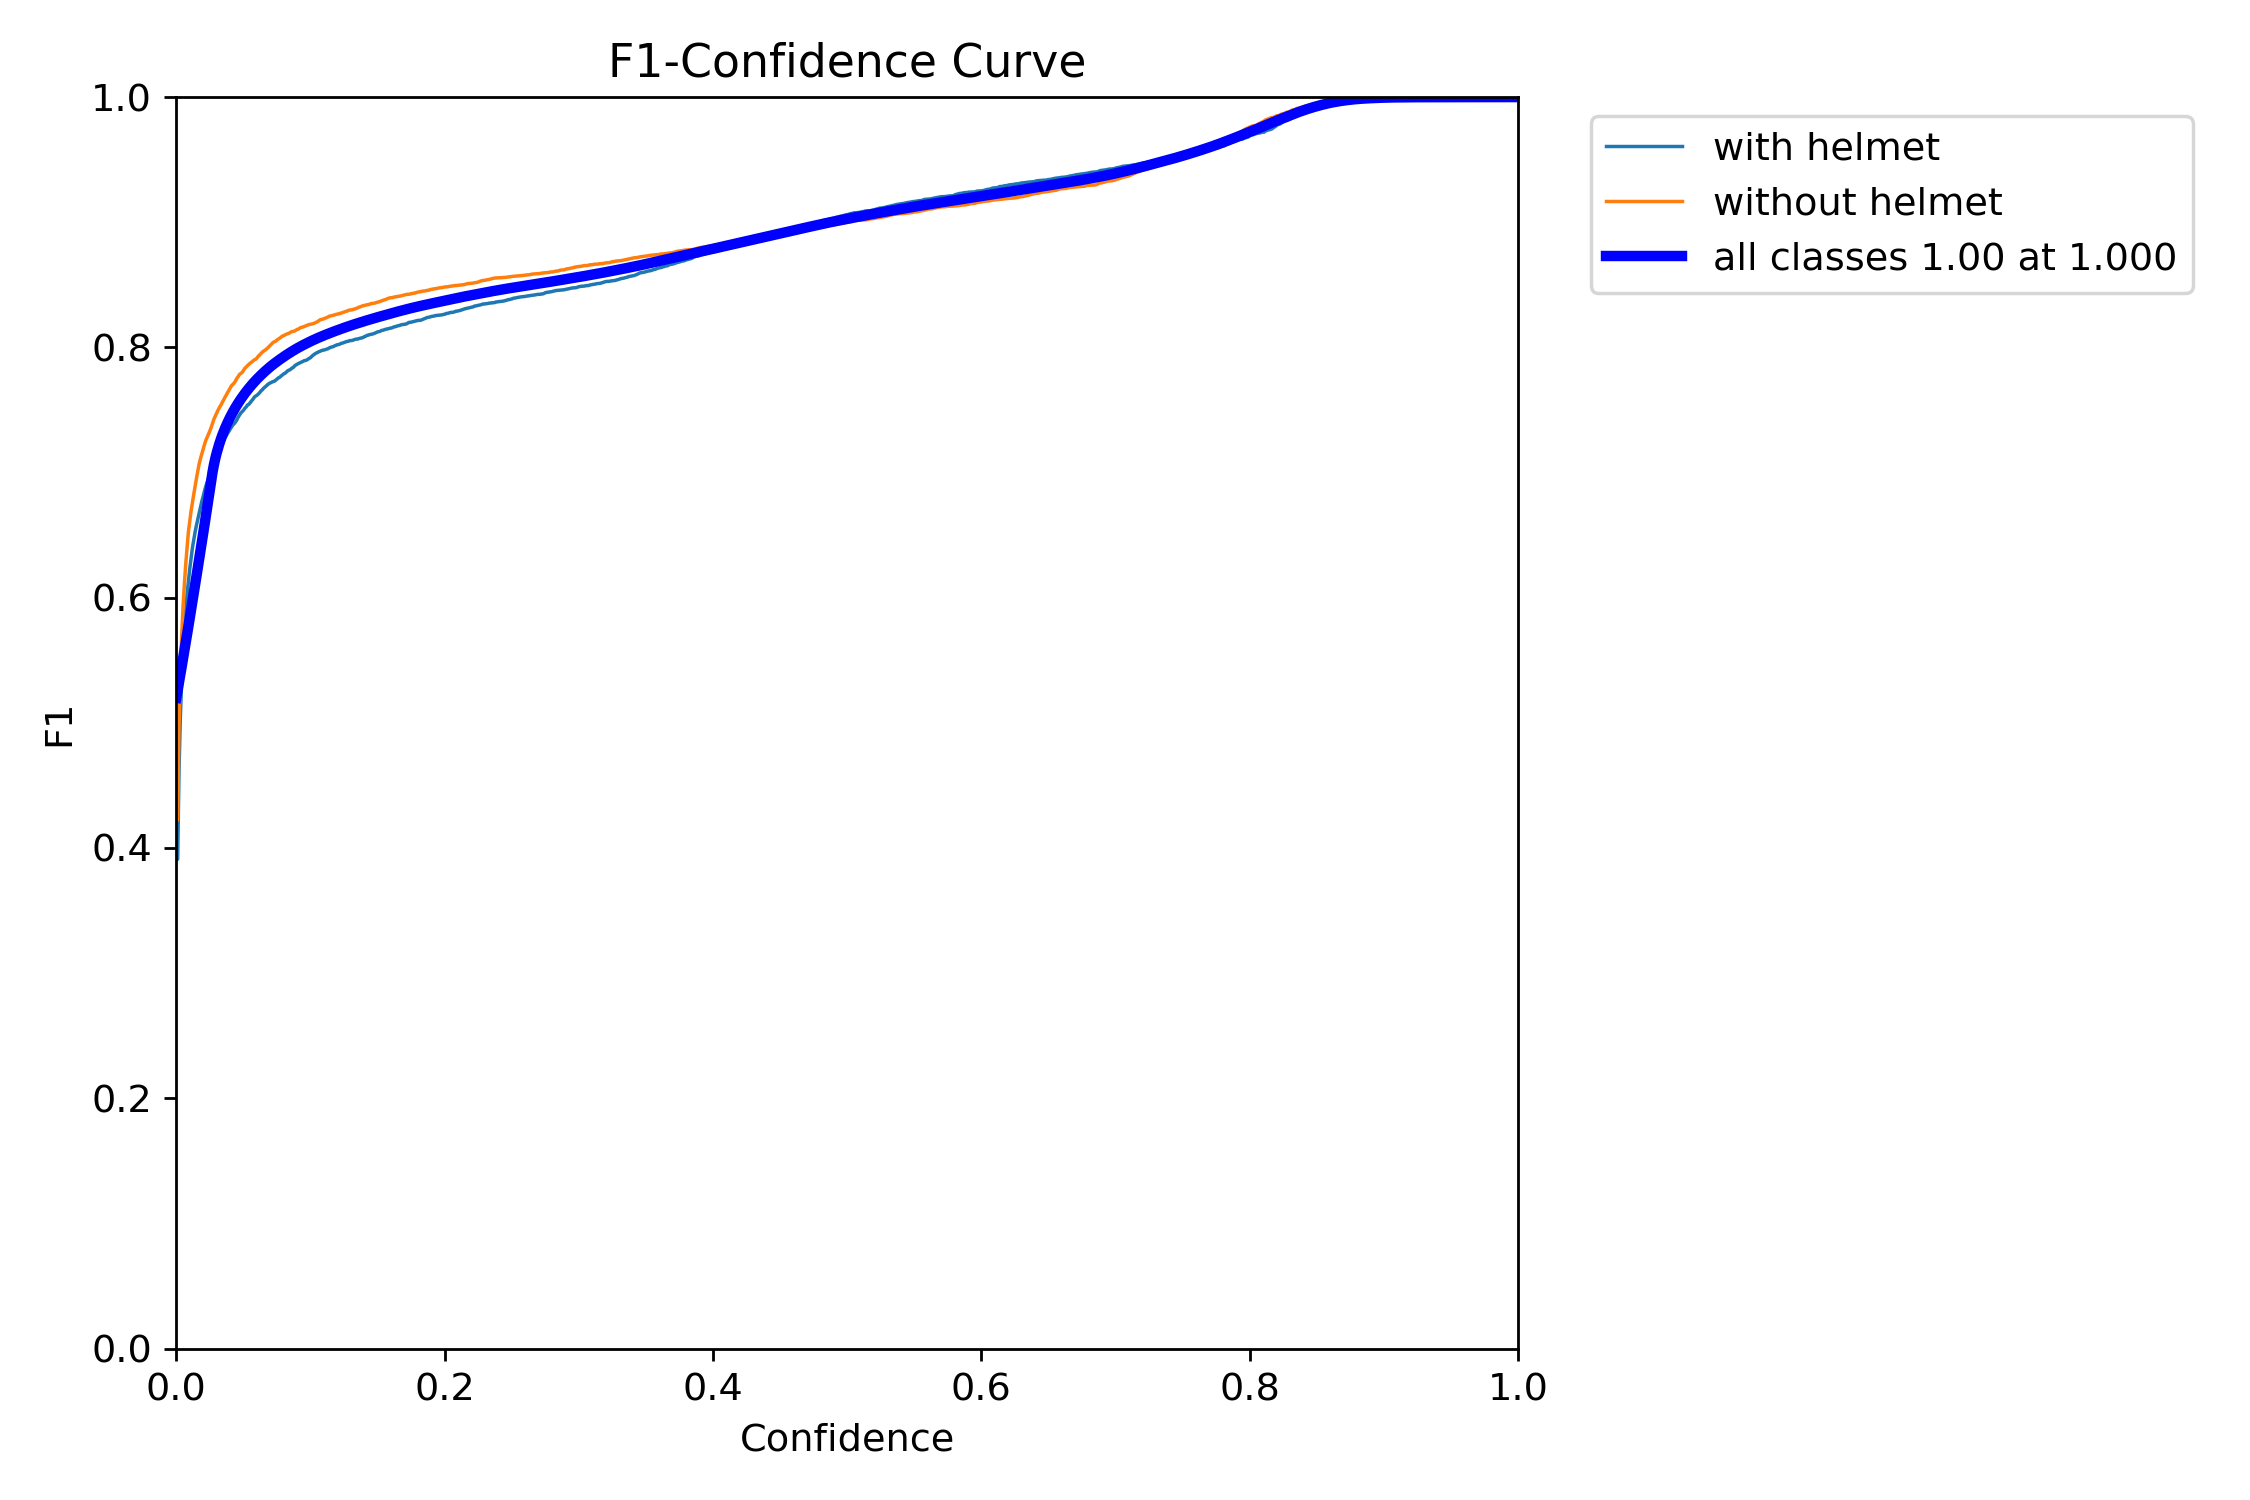 F1-Confidence Curve
1.0
0.8
0.6
0.4
0.2
0.0
F1
0.0 0.2 0.4 0.6 0.8 1.0
Confidence
with helmet
without helmet
all classes 1.00 at 1.000